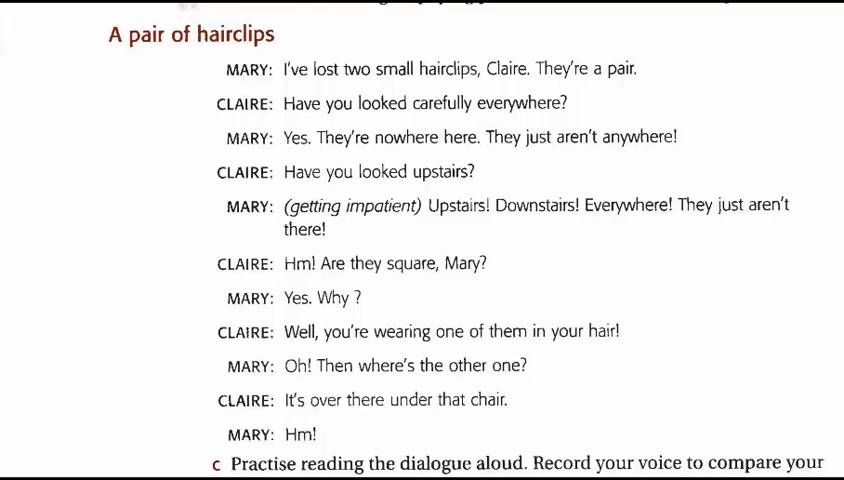 A pair of hairclips
MARY: I've lost two small hairclips, Claire. They're a pair.
CLAIRE: Have you looked carefully everywhere?
MARY: Yes. They're nowhere here. They just aren't anywhere!
CLAIRE: Have you looked upstairs?
MARY: (getting impatient) Upstairs! Downstairs! Everywhere! They just aren't
there!
CLAIRE: Hm! Are they square, Mary?
MARY: Yes. Why ?
CLAIRE: Well, you're wearing one of them in your hair!
MARY: Oh! Then where's the other one?
CLAIRE: It's over there under that chair.
MARY: Hm!
c Practise reading the dialogue aloud. Record your voice to compare your